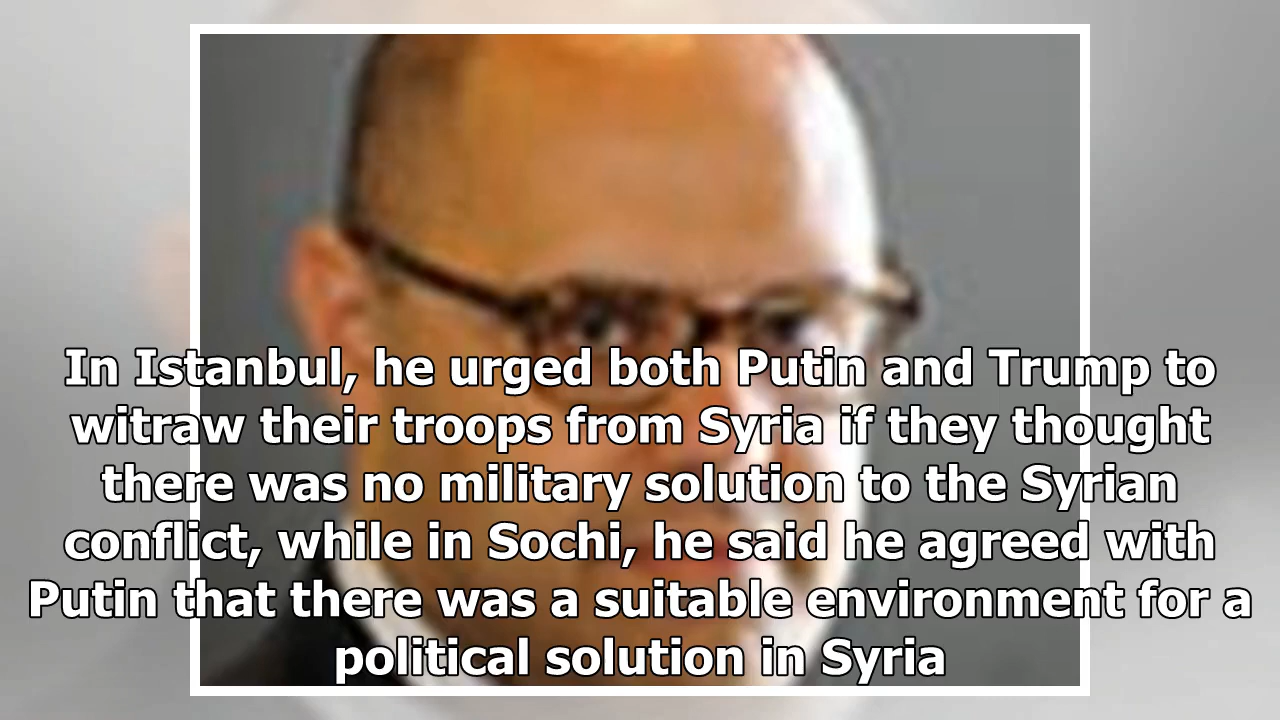 In Istanbul, he urged both Putin and Trump to
witraw their troops from Syria if they thought
there was no military solution to the Syrian
conflict, while in Sochi, he said he agreed with
Putin that there was a suitable environment for a
political solution in Syria